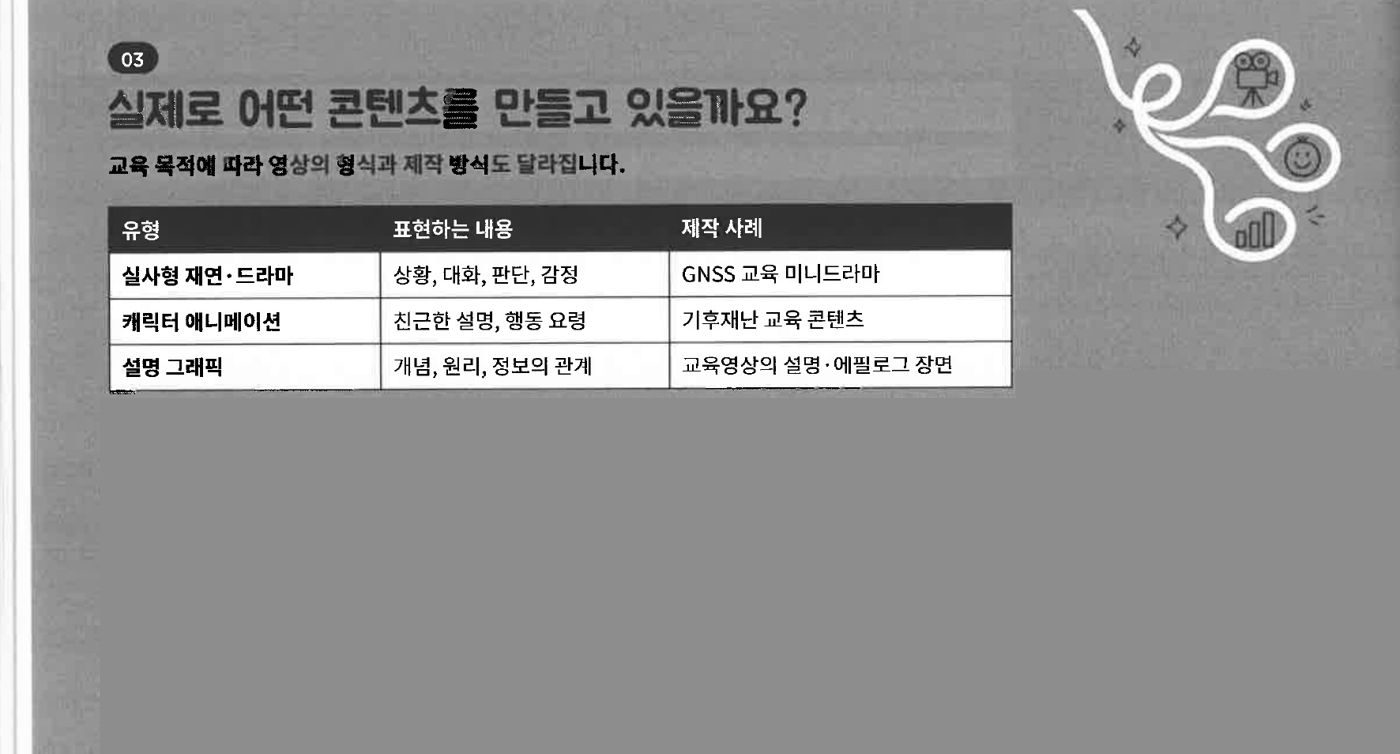 03
실제로 어떤 콘텐츠를 만들고 있을까요?
교육 목적에 따라 영상의 형식과 제작 방식도 달라집니다.
유형 표현하는 내용 제작 사례
실사형 재연·드라마 상황, 대화, 판단, 감정 GNSS 교육 미니드라마
캐릭터 애니메이션 친근한 설명, 행동 요령 기후재난 교육 콘텐츠
설명 그래픽 개념, 원리, 정보의 관계 교육영상의 설명·에필로그 장면